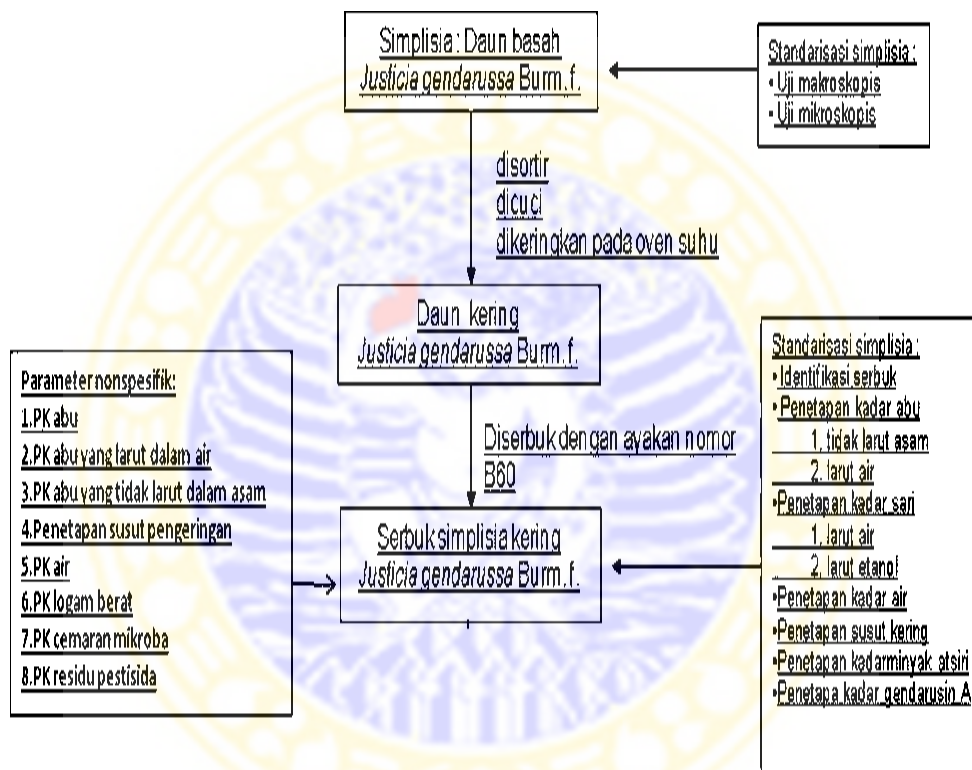 Simplisia : Daun basah
Justicia gendarussa Burm. f.
Standarisasi simplisia :
• Uji makroskopis
• Uji mikroskopis
disortir
dicuci
dikeringkan pada oven suhu
Daun kering
Justicia gendarussa Burm. f.
Diserbuk dengan ayakan nomor
B60
Serbuk simplisia kering
Justicia gendarussa Burm. f.
Parameter nonspesifik:
1.PK abu
2.PK abu yang larut dalam air
3.PK abu yang tidak larut dalam asam
4.Penetapan susut pengeringan
5.PK air
6.PK logam berat
7.PK cemaran mikroba
8.PK residu pestisida
Standarisasi simplisia :
•Identifikasi serbuk
•Penetapan kadar abu
1. tidak larut asam
2. larut air
•Penetapan kadar sari
1. larut air
2. larut etanol
•Penetapan kadar air
•Penetapan susut kering
•Penetapan kadarminyak atsiri
•Penetapa kadar gendarusin A